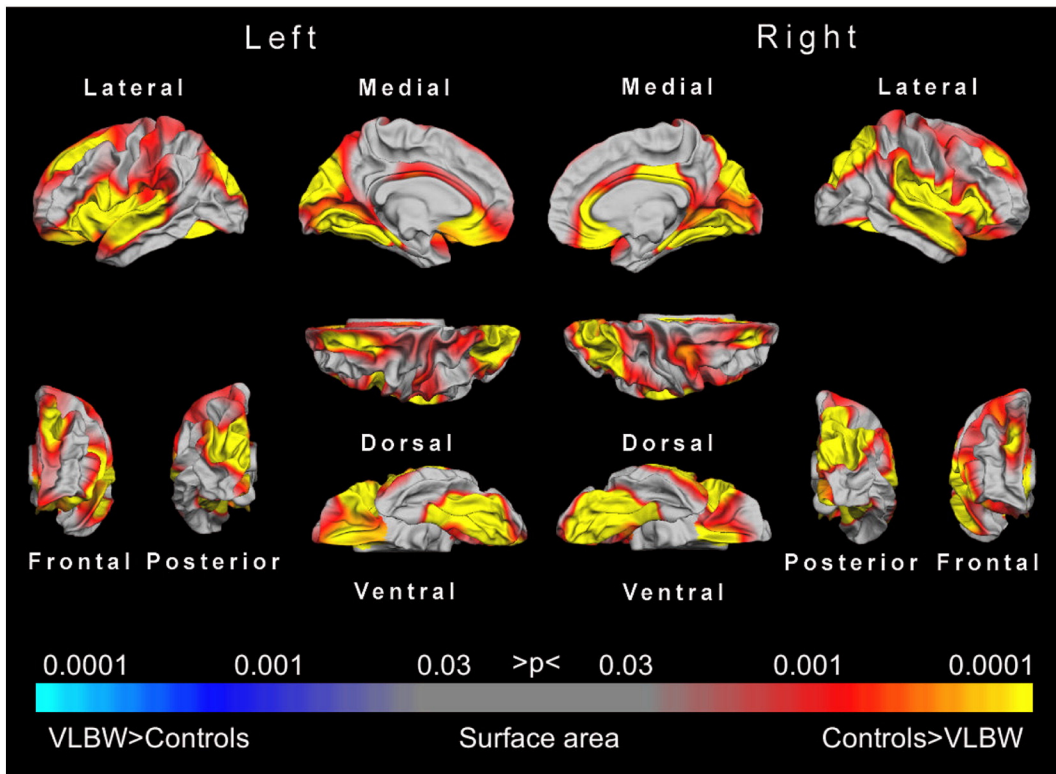 Left Right
Lateral Medial Medial Lateral
Dorsal Dorsal
Frontal Posterior Posterior Frontal
Ventral Ventral
0.0001 0.001 0.03 >p< 0.03 0.001 0.0001
VLBW>Controls Surface area Controls>VLBW